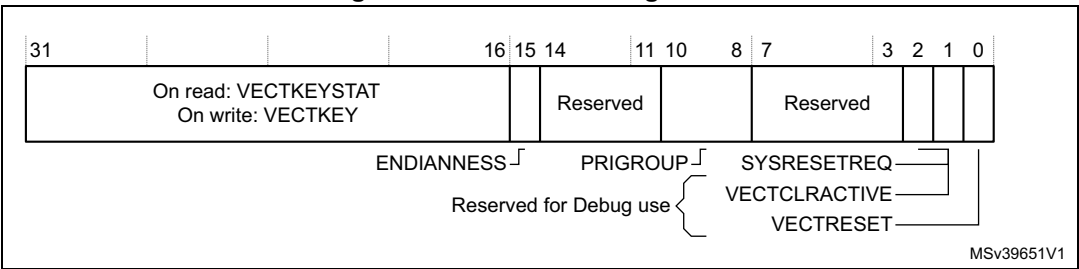 31 16 15 14 11 10 8 7 3 2 1 0
On read: VECTKEYSTAT
On write: VECTKEY
Reserved
Reserved
ENDIANNESS
PRIGROUP
SYSRESETREQ
Reserved for Debug use
VECTCLRACTIVE
VECTRESET
MSv39651V1